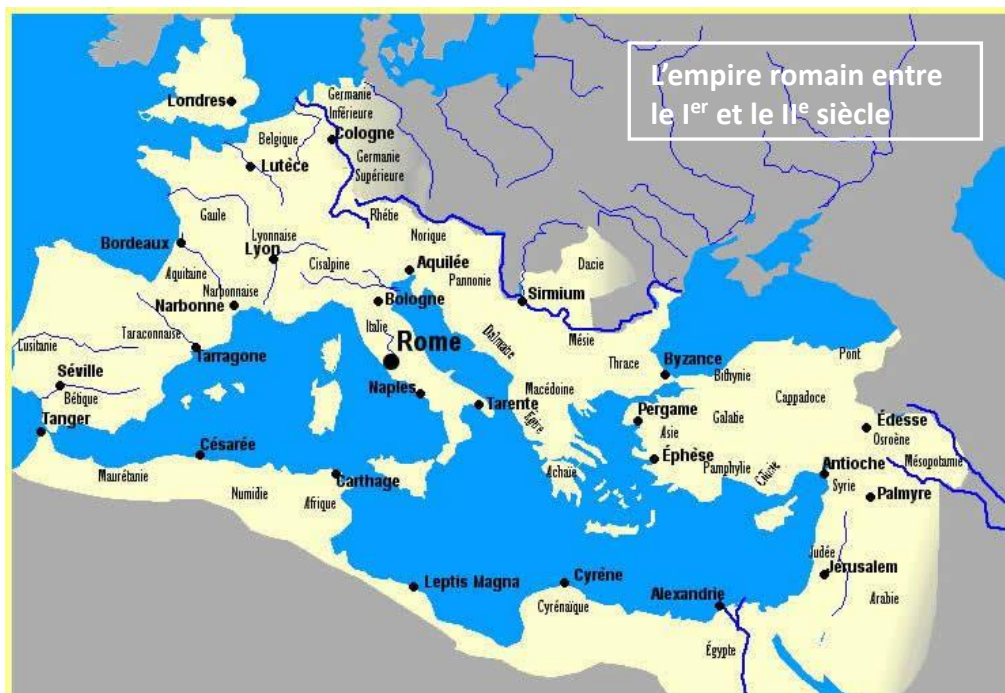 L'empire romain entre
le Iᵉʳ et le IIᵉ siècle
Londres
Germanie
Inférieure
Belgique
Cologne
Lutèce
Germanie
Supérieure
Rhétie
Gaule
Norique
Lyonnaise
Bordeaux
Lyon
Cisalpine
Aquilée
Dacie
Aquitaine
Pannonie
Narponnaise
Bologne
Sirmium
Narbonne
Italie
Taraconnaise
Rome
Dalmatie
Mésie
Lusitanie
Tarragone
Thrace
Byzance
Pont
Séville
Bithynie
Bétique
Naples
Macédoine
Cappadoce
Tarente
Pergame
Galatie
Tanger
Épire
Asie
Édesse
Osroène
Césarée
Éphèse
Antioche
Mésopotamie
Maurétanie
Carthage
Achaïe
Pamphylie
Cilicie
Syrie
Numidie
Afrique
Palmyre
Judée
Jérusalem
Leptis Magna
Cyrène
Alexandrie
Arabie
Cyrénaïque
Égypte